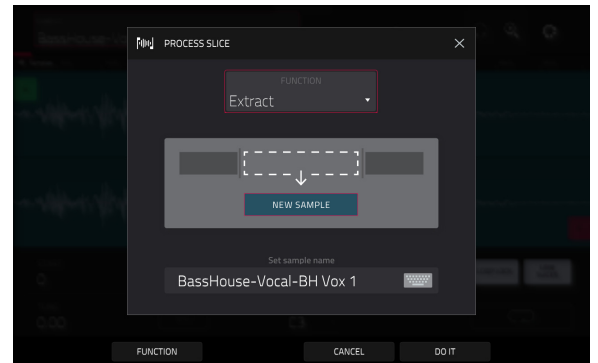 PROCESS SLICE
FUNCTION
Extract
NEW SAMPLE
Set sample name
BassHouse-Vocal-BH Vox 1
FUNCTION
CANCEL
DO IT